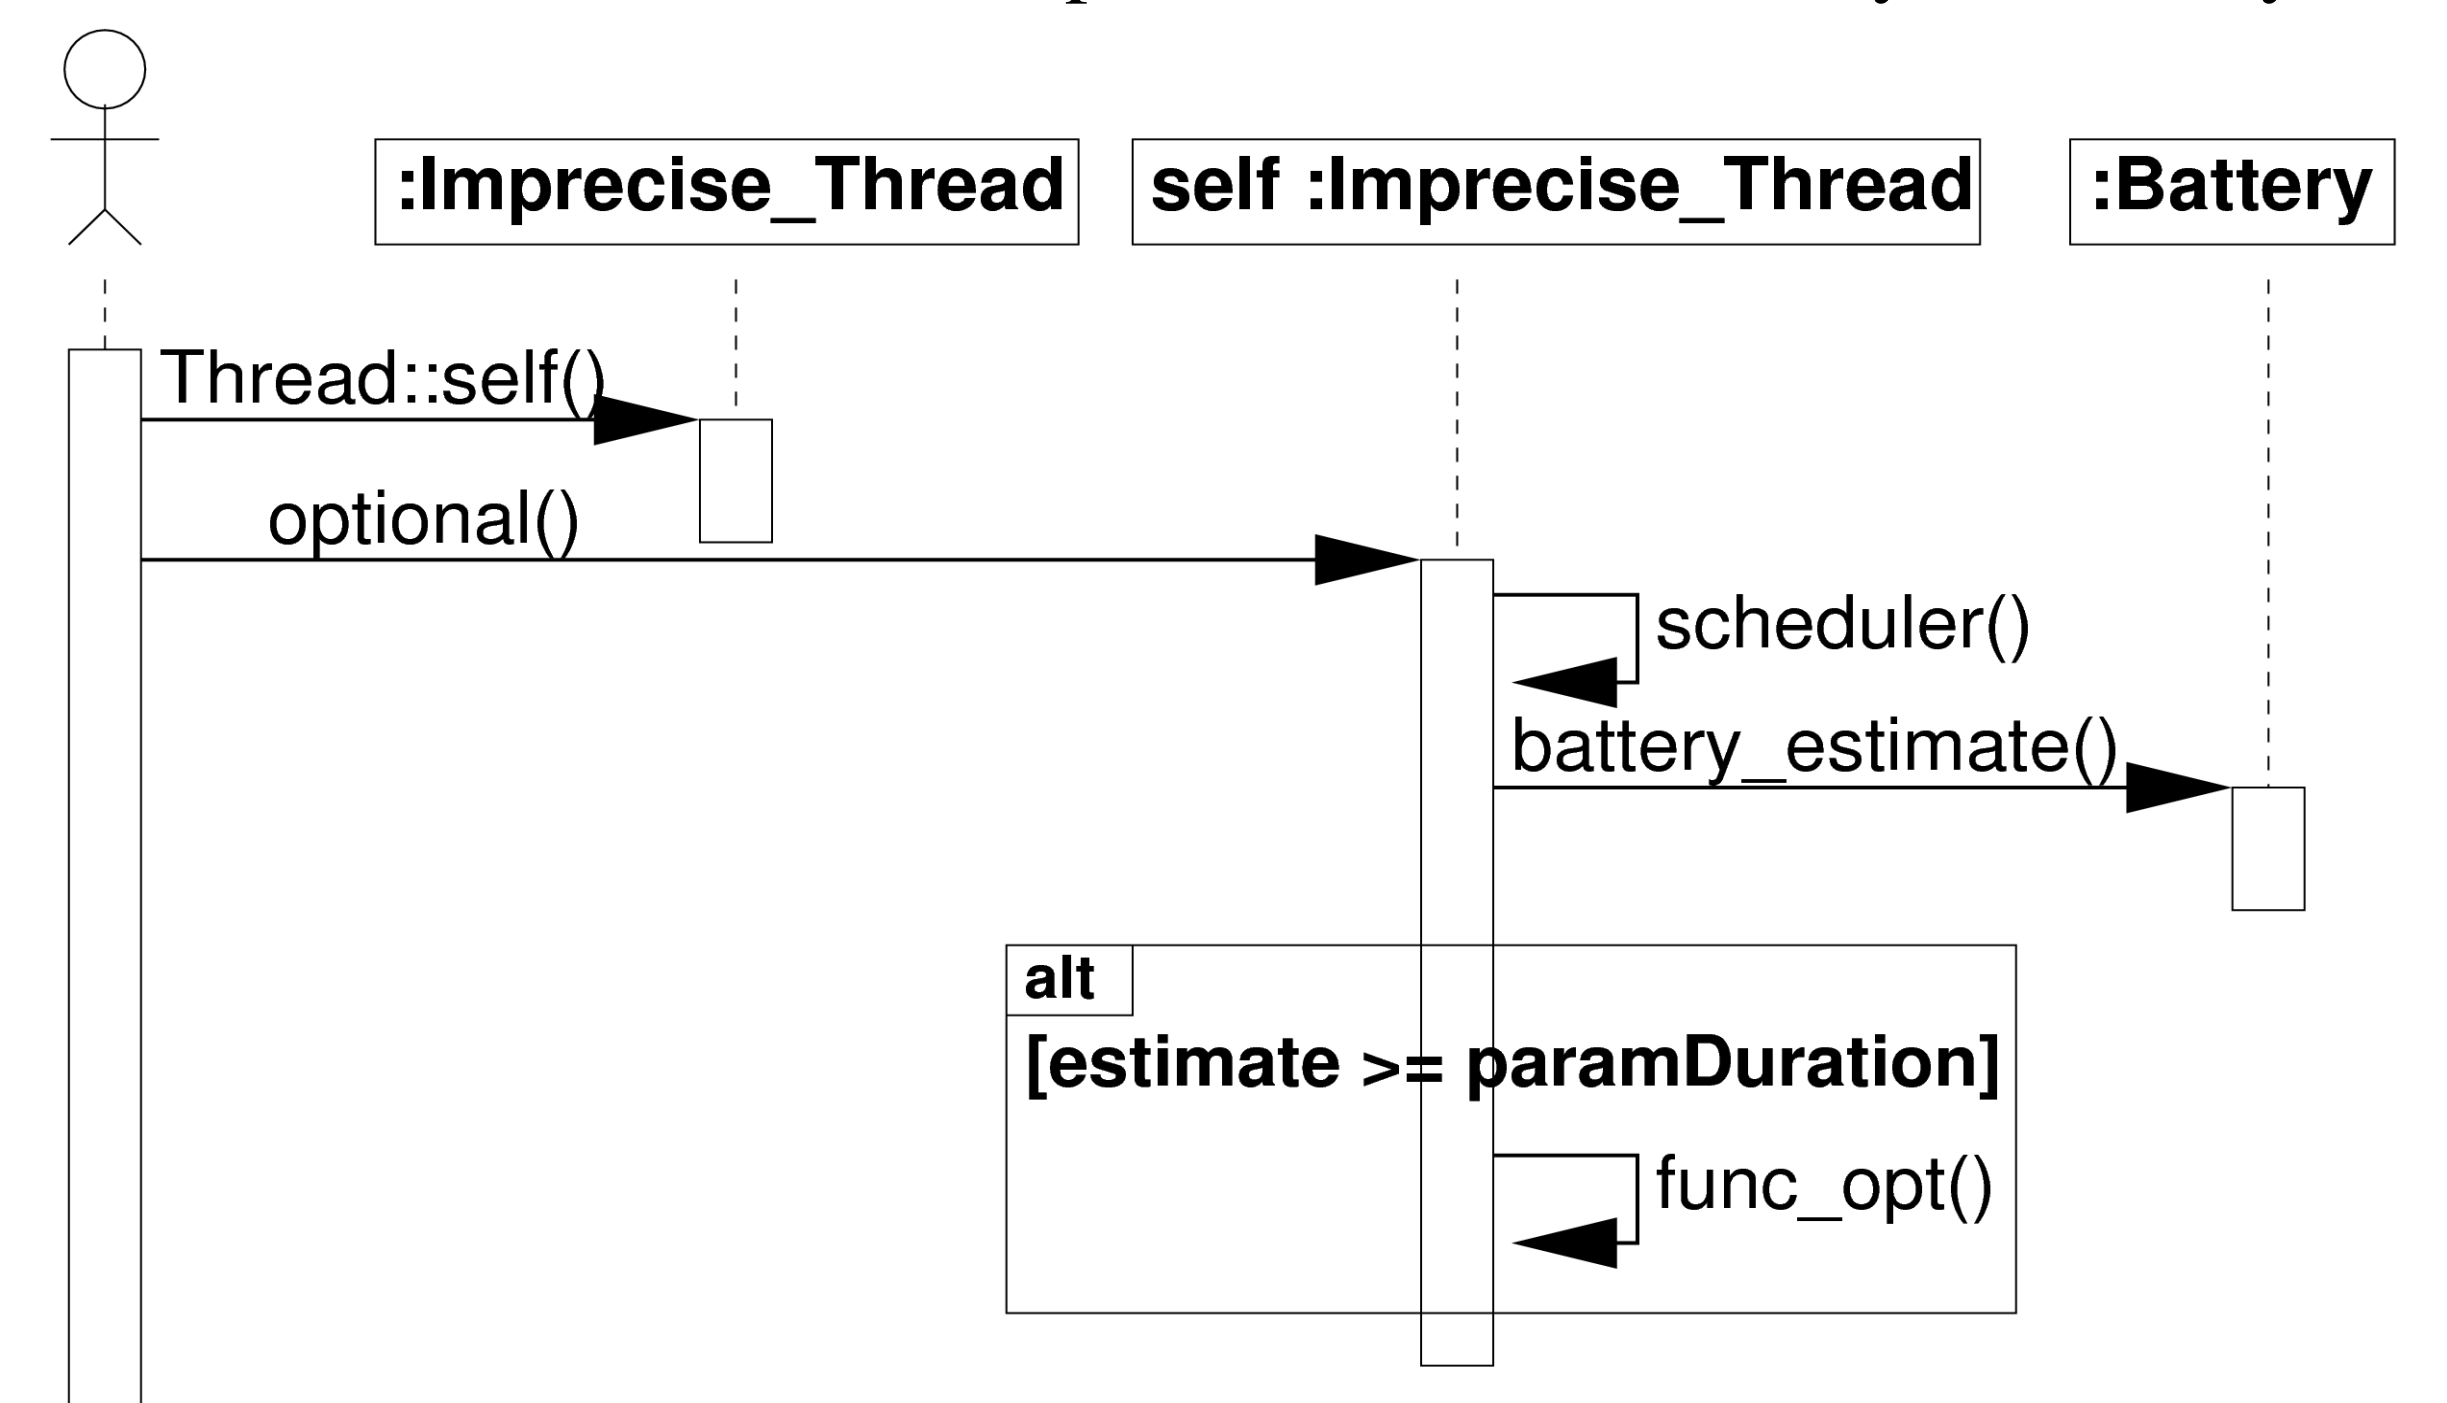 :Imprecise_Thread
self :Imprecise_Thread
:Battery
Thread::self()
optional()
scheduler()
battery_estimate()
alt
[estimate >= paramDuration]
func_opt()